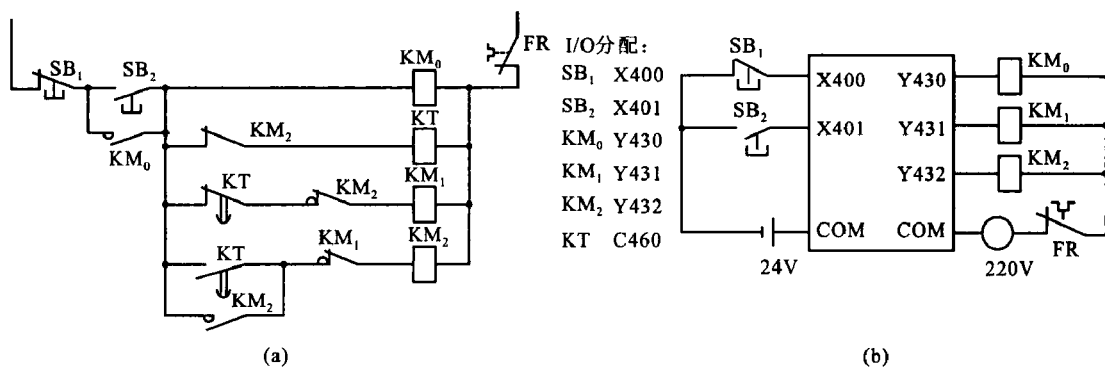 SB₁
SB₂
KM₀
FR
KM₀
KM₂
KT
KT
KM₂
KM₁
KT
KM₁
KM₂
KM₂
(a)
I/O分配:
SB₁ X400
SB₂ X401
KM₀ Y430
KM₁ Y431
KM₂ Y432
KT C460
SB₁
X400
Y430
KM₀
SB₂
X401
Y431
KM₁
Y432
KM₂
COM
COM
24V
220V
FR
(b)